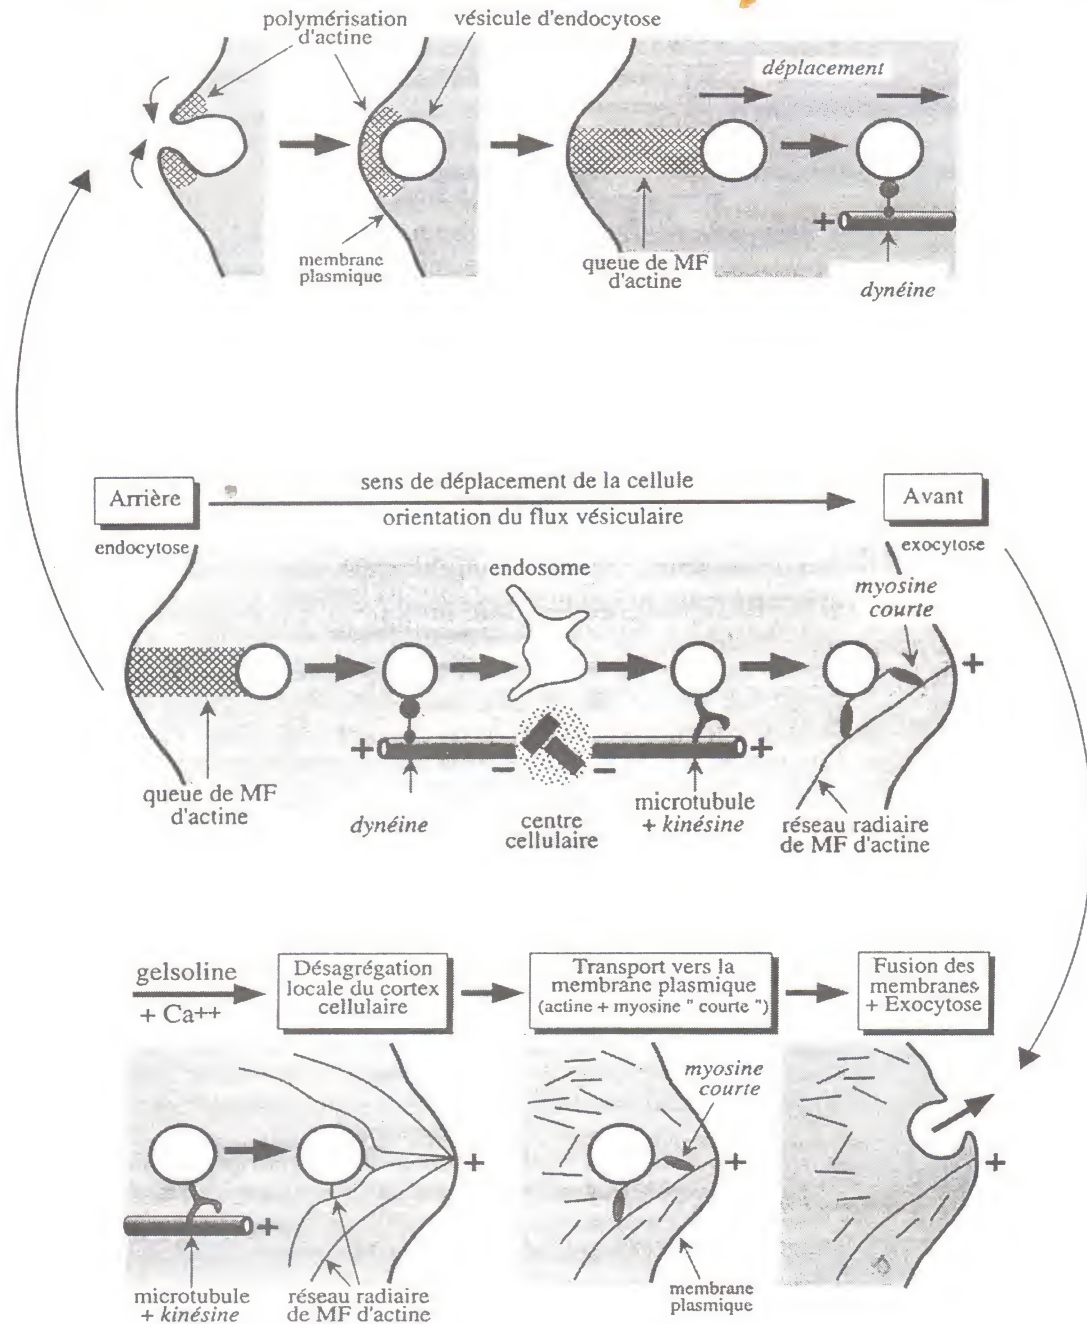 polymérisation
d'actine
vésicule d'endocytose
déplacement
membrane
plasmique
queue de MF
d'actine
+
dynéine
Arrière
sens de déplacement de la cellule
orientation du flux vésiculaire
Avant
endocytose
exocytose
endosome
myosine
courte
+
+
+
– –
queue de MF
d'actine
dynéine
centre
cellulaire
microtubule
+ kinésine
réseau radiaire
de MF d'actine
gelsoline
+ Ca++
Désagrégation
locale du cortex
cellulaire
Transport vers la
membrane plasmique
(actine + myosine " courte ")
Fusion des
membranes
+ Exocytose
myosine
courte
+
+
+
+
microtubule
+ kinésine
réseau radiaire
de MF d'actine
membrane
plasmique